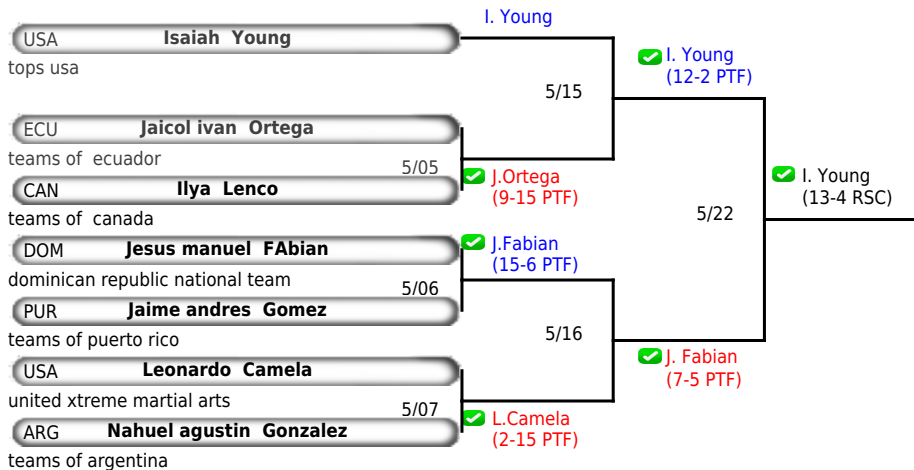 I. Young
USA Isaiah Young
tops usa
I. Young
(12-2 PTF)
5/15
ECU Jaicol ivan Ortega
teams of ecuador
5/05
J.Ortega
(9-15 PTF)
CAN Ilya Lenco
teams of canada
I. Young
(13-4 RSC)
5/22
DOM Jesus manuel FAbian
J.Fabian
(15-6 PTF)
dominican republic national team
5/06
PUR Jaime andres Gomez
teams of puerto rico
5/16
J. Fabian
(7-5 PTF)
USA Leonardo Camela
united xtreme martial arts
5/07
L.Camela
(2-15 PTF)
ARG Nahuel agustin Gonzalez
teams of argentina